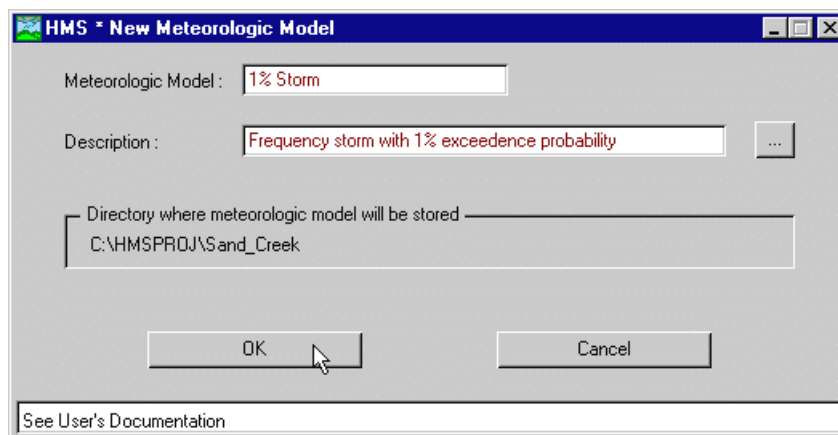 HMS * New Meteorologic Model
Meteorologic Model : 1% Storm
Description : Frequency storm with 1% exceedence probability ...
Directory where meteorologic model will be stored
C:\HMSPROJ\Sand_Creek
OK Cancel
See User's Documentation